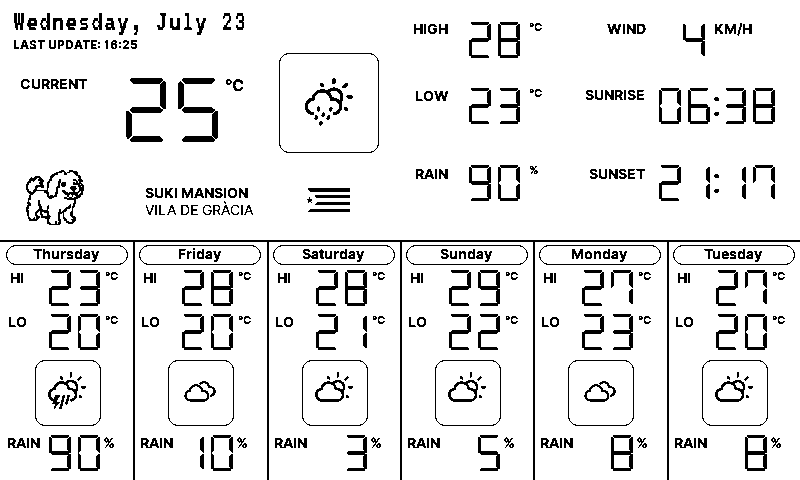 Wednesday, July 23
LAST UPDATE: 16:25
CURRENT 25 °C
SUKI MANSION
VILA DE GRÀCIA
HIGH 28 °C
LOW 23 °C
RAIN 90 %
WIND 4 KM/H
SUNRISE 06:38
SUNSET 21:17
Thursday
HI 23 °C
LO 20 °C
RAIN 90 %
Friday
HI 28 °C
LO 20 °C
RAIN 10 %
Saturday
HI 28 °C
LO 21 °C
RAIN 3 %
Sunday
HI 29 °C
LO 22 °C
RAIN 5 %
Monday
HI 27 °C
LO 23 °C
RAIN 8 %
Tuesday
HI 27 °C
LO 20 °C
RAIN 8 %